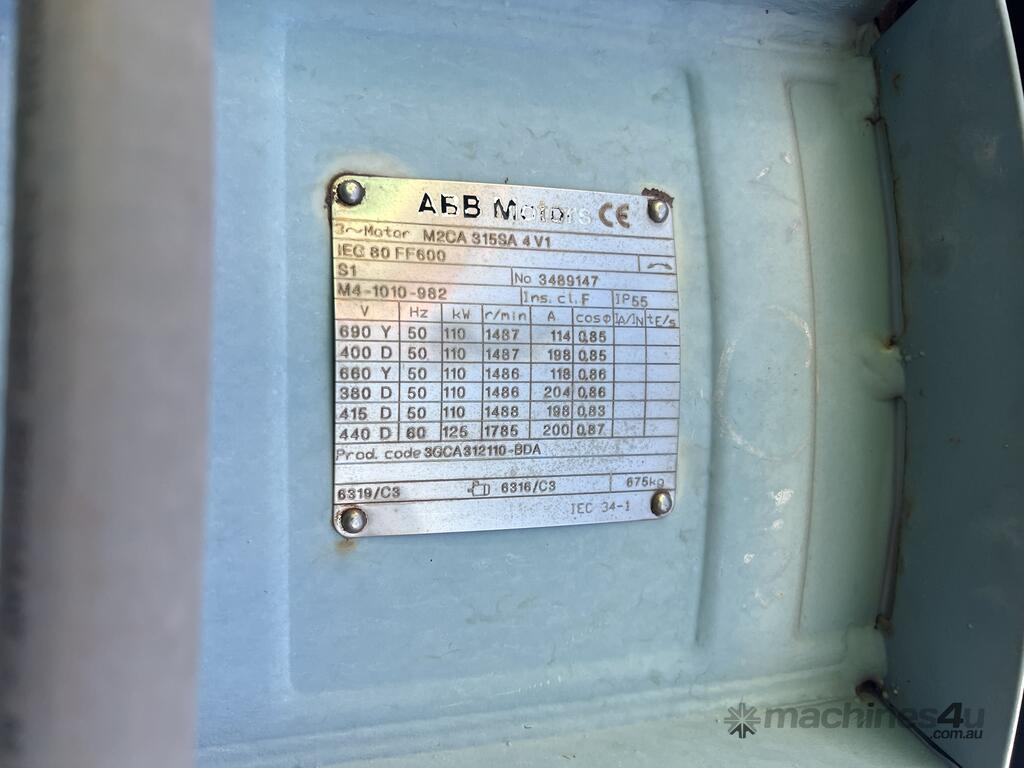 ABB Motors CE
3~Motor M2CA 315SA 4 V1
IEC 80 FF600
S1 No 3489147
M4-1010-982 Ins. cl. F IP55
V Hz kW r/min A cosφ IA/IN tE/s
690 Y 50 110 1487 114 0,85
400 D 50 110 1487 198 0,85
660 Y 50 110 1486 118 0,86
380 D 50 110 1486 204 0,86
415 D 50 110 1488 198 0,83
440 D 60 125 1785 200 0,87
Prod. code 3GCA312110-BDA
6319/C3 6316/C3 675kg
IEC 34-1
machines4u
.com.au